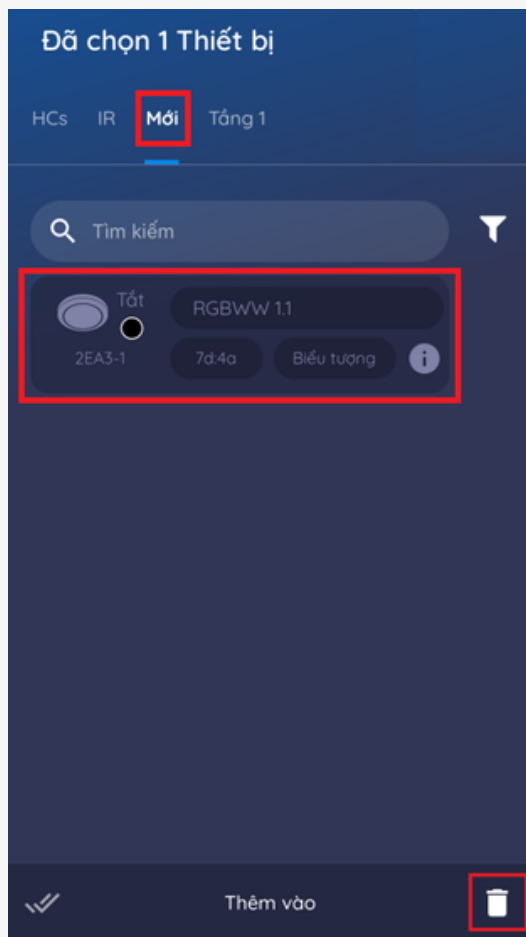 Đã chọn 1 Thiết bị
HCs IR Mới Tầng 1
Tìm kiếm
Tắt
RGBWW 1.1
2EA3-1 7d:4a Biểu tượng i
Thêm vào